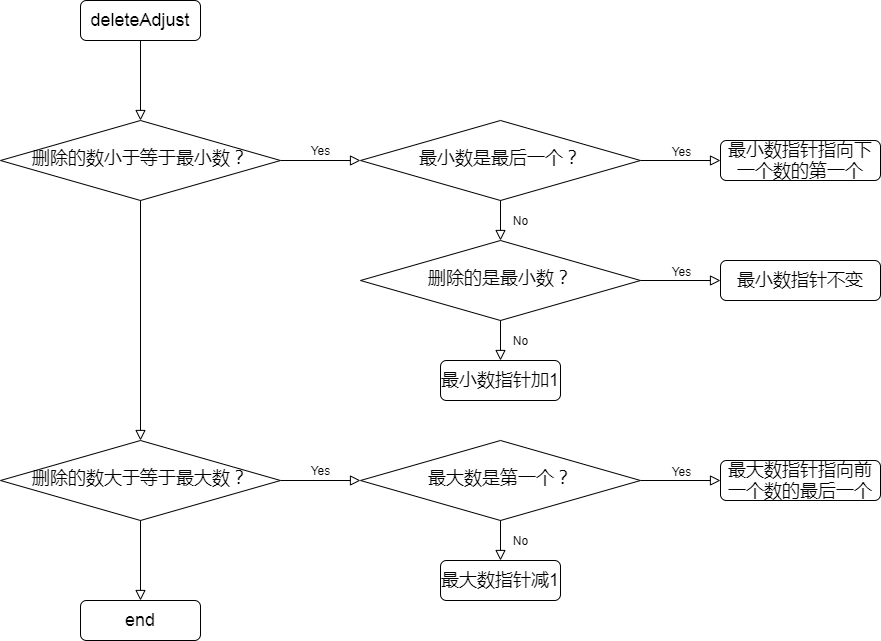 deleteAdjust
删除的数小于等于最小数？
Yes
最小数是最后一个？
Yes
最小数指针指向下
一个数的第一个
No
删除的是最小数？
Yes
最小数指针不变
No
最小数指针加1
删除的数大于等于最大数？
Yes
最大数是第一个？
Yes
最大数指针指向前
一个数的最后一个
No
最大数指针减1
end